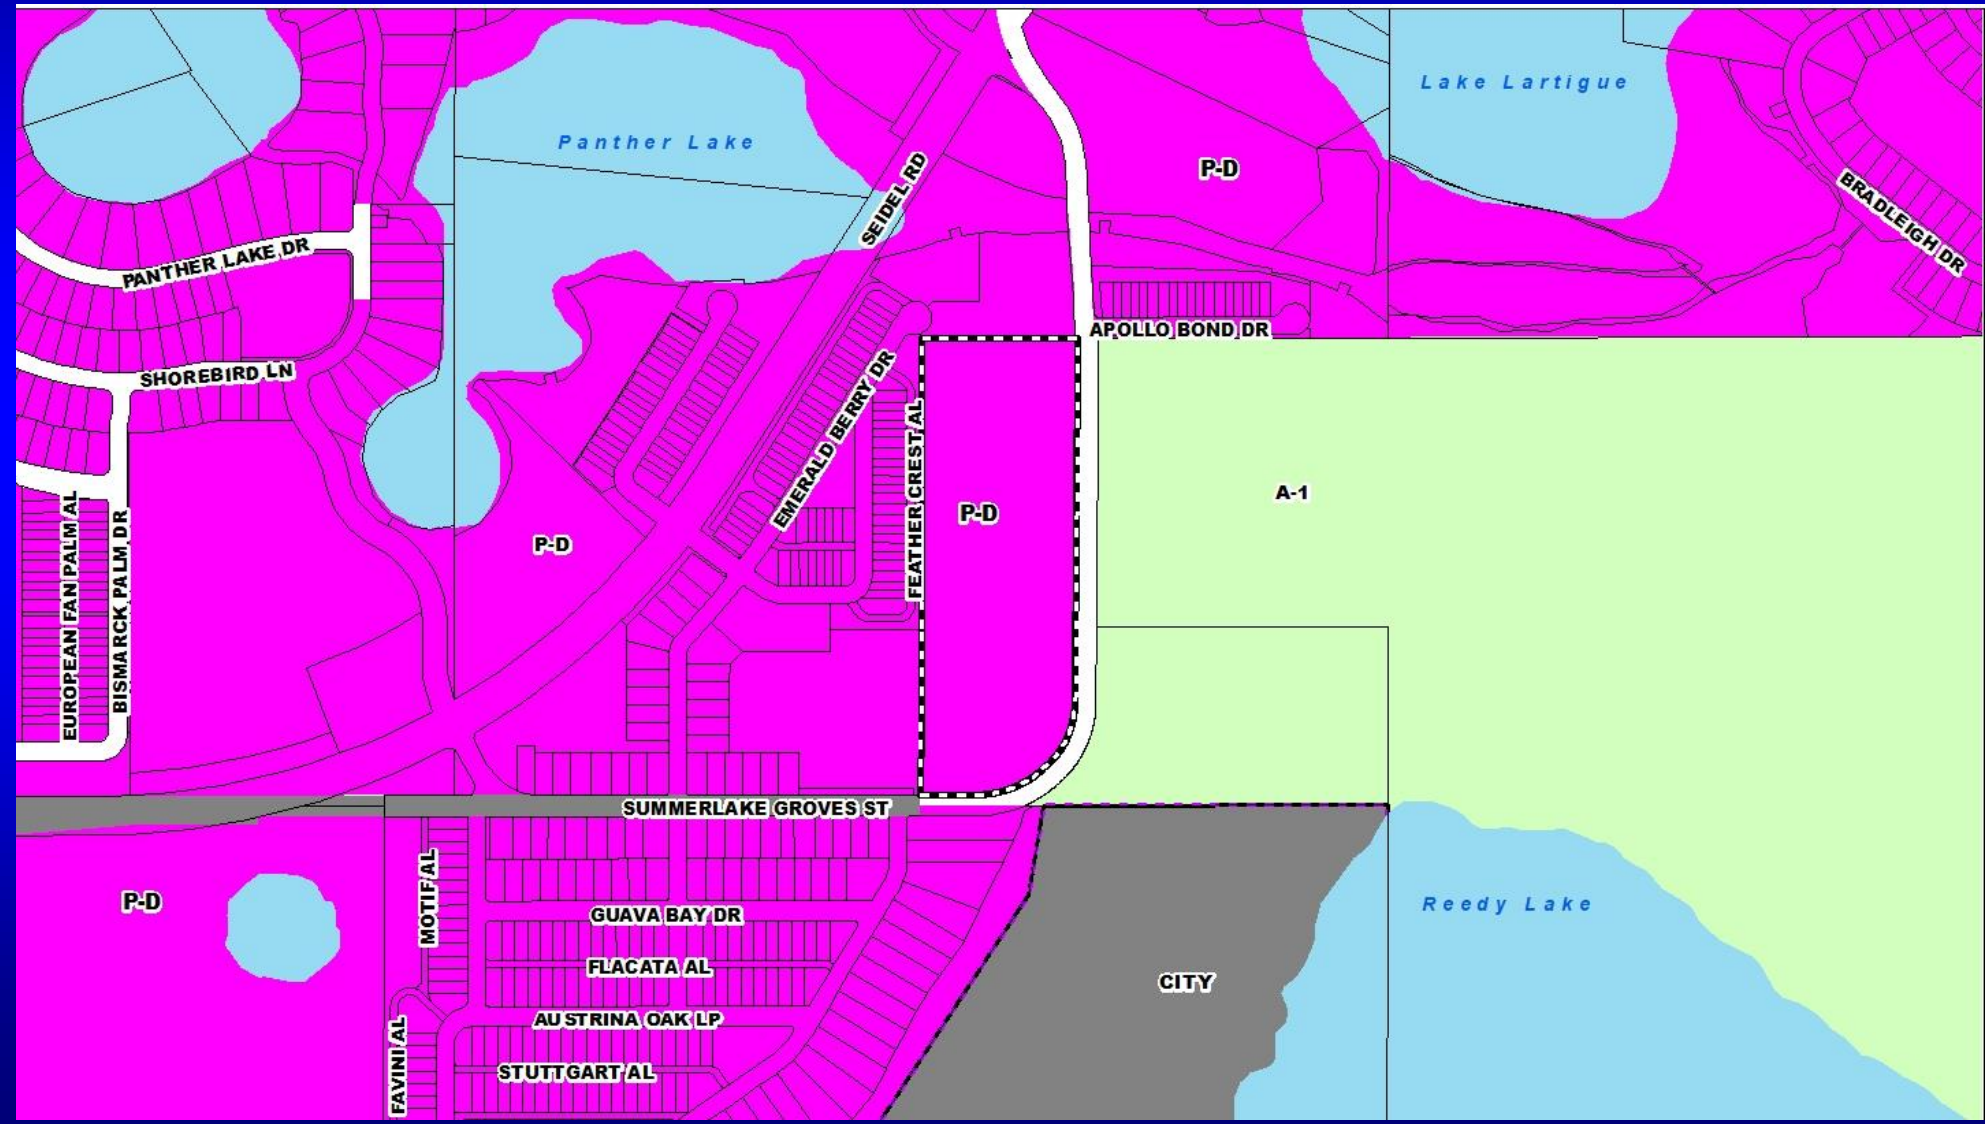 Lake Lartigue
Panther Lake
P-D
SEIDEL RD
BRADLEIGH DR
PANTHER LAKE DR
APOLLO BOND DR
SHOREBIRD LN
EMERALD BERRY DR
FEATHER CREST AL
A-1
P-D
P-D
EUROPEAN FAN PALM AL
BISMARCK PALM DR
SUMMERLAKE GROVES ST
P-D
MOTIF AL
GUAVA BAY DR
Reedy Lake
FLACATA AL
CITY
AUSTRINA OAK LP
FAVINI AL
STUTTGART AL